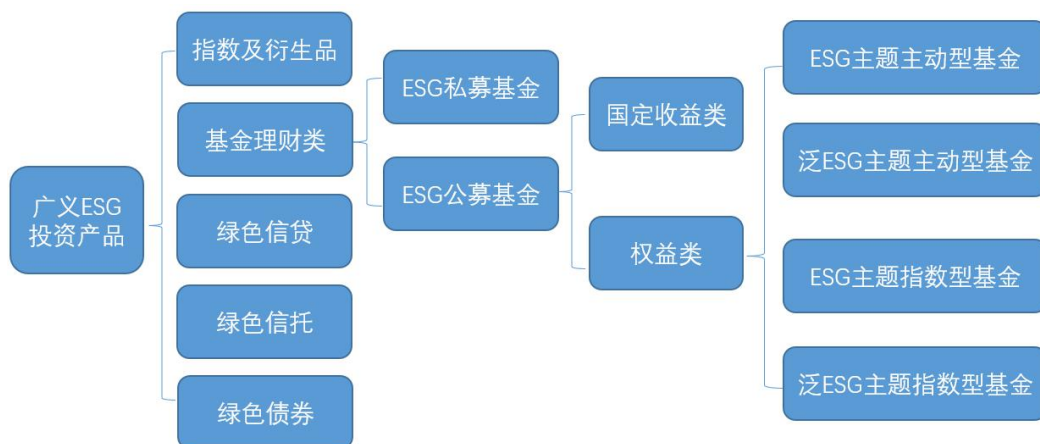 广义ESG
投资产品
指数及衍生品
基金理财类
绿色信贷
绿色信托
绿色债券
ESG私募基金
ESG公募基金
国定收益类
权益类
ESG主题主动型基金
泛ESG主题主动型基金
ESG主题指数型基金
泛ESG主题指数型基金